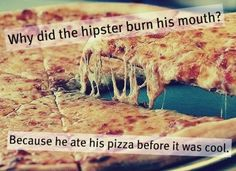 Why did the hipster burn his mouth?
Because he ate his pizza before it was cool.